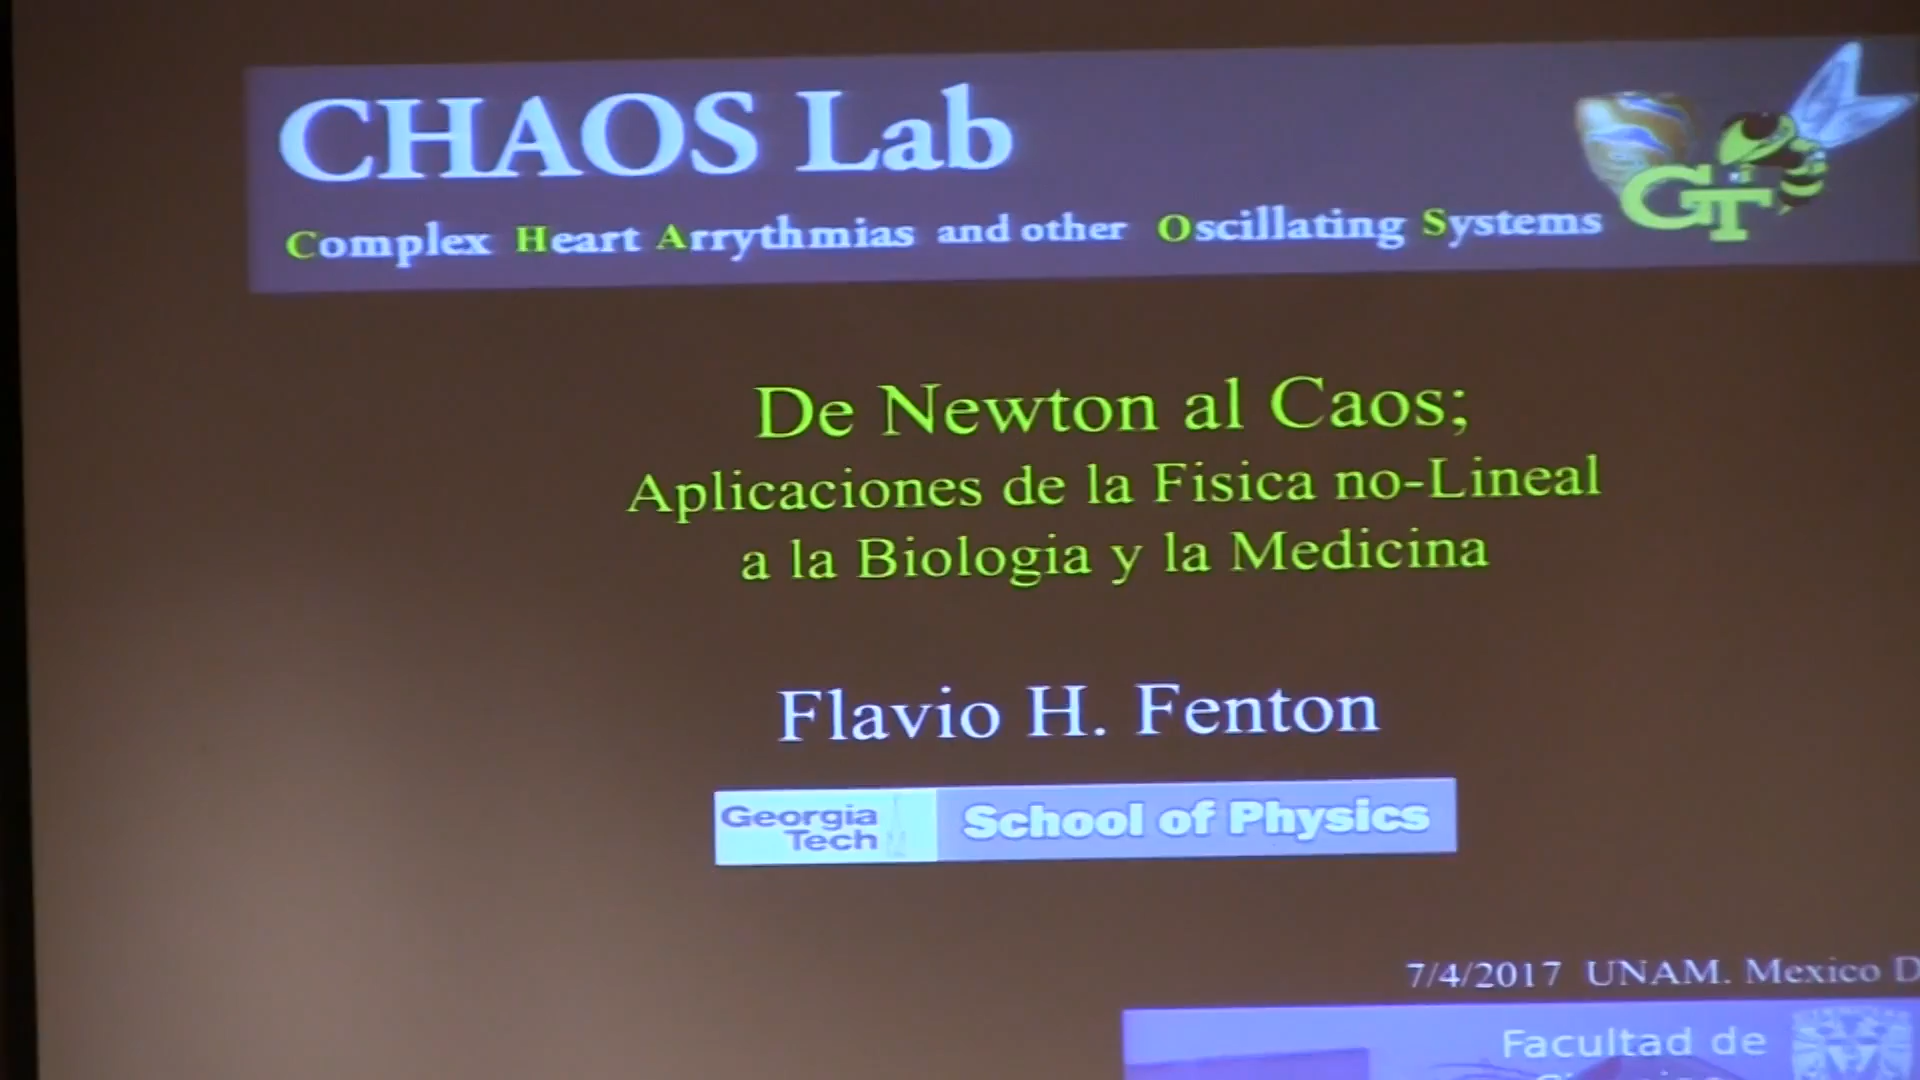 CHAOS Lab
Complex Heart Arrythmias and other Oscillating Systems
GT
De Newton al Caos;
Aplicaciones de la Fisica no-Lineal
a la Biologia y la Medicina
Flavio H. Fenton
Georgia
Tech
School of Physics
7/4/2017 UNAM. Mexico D
Facultad de